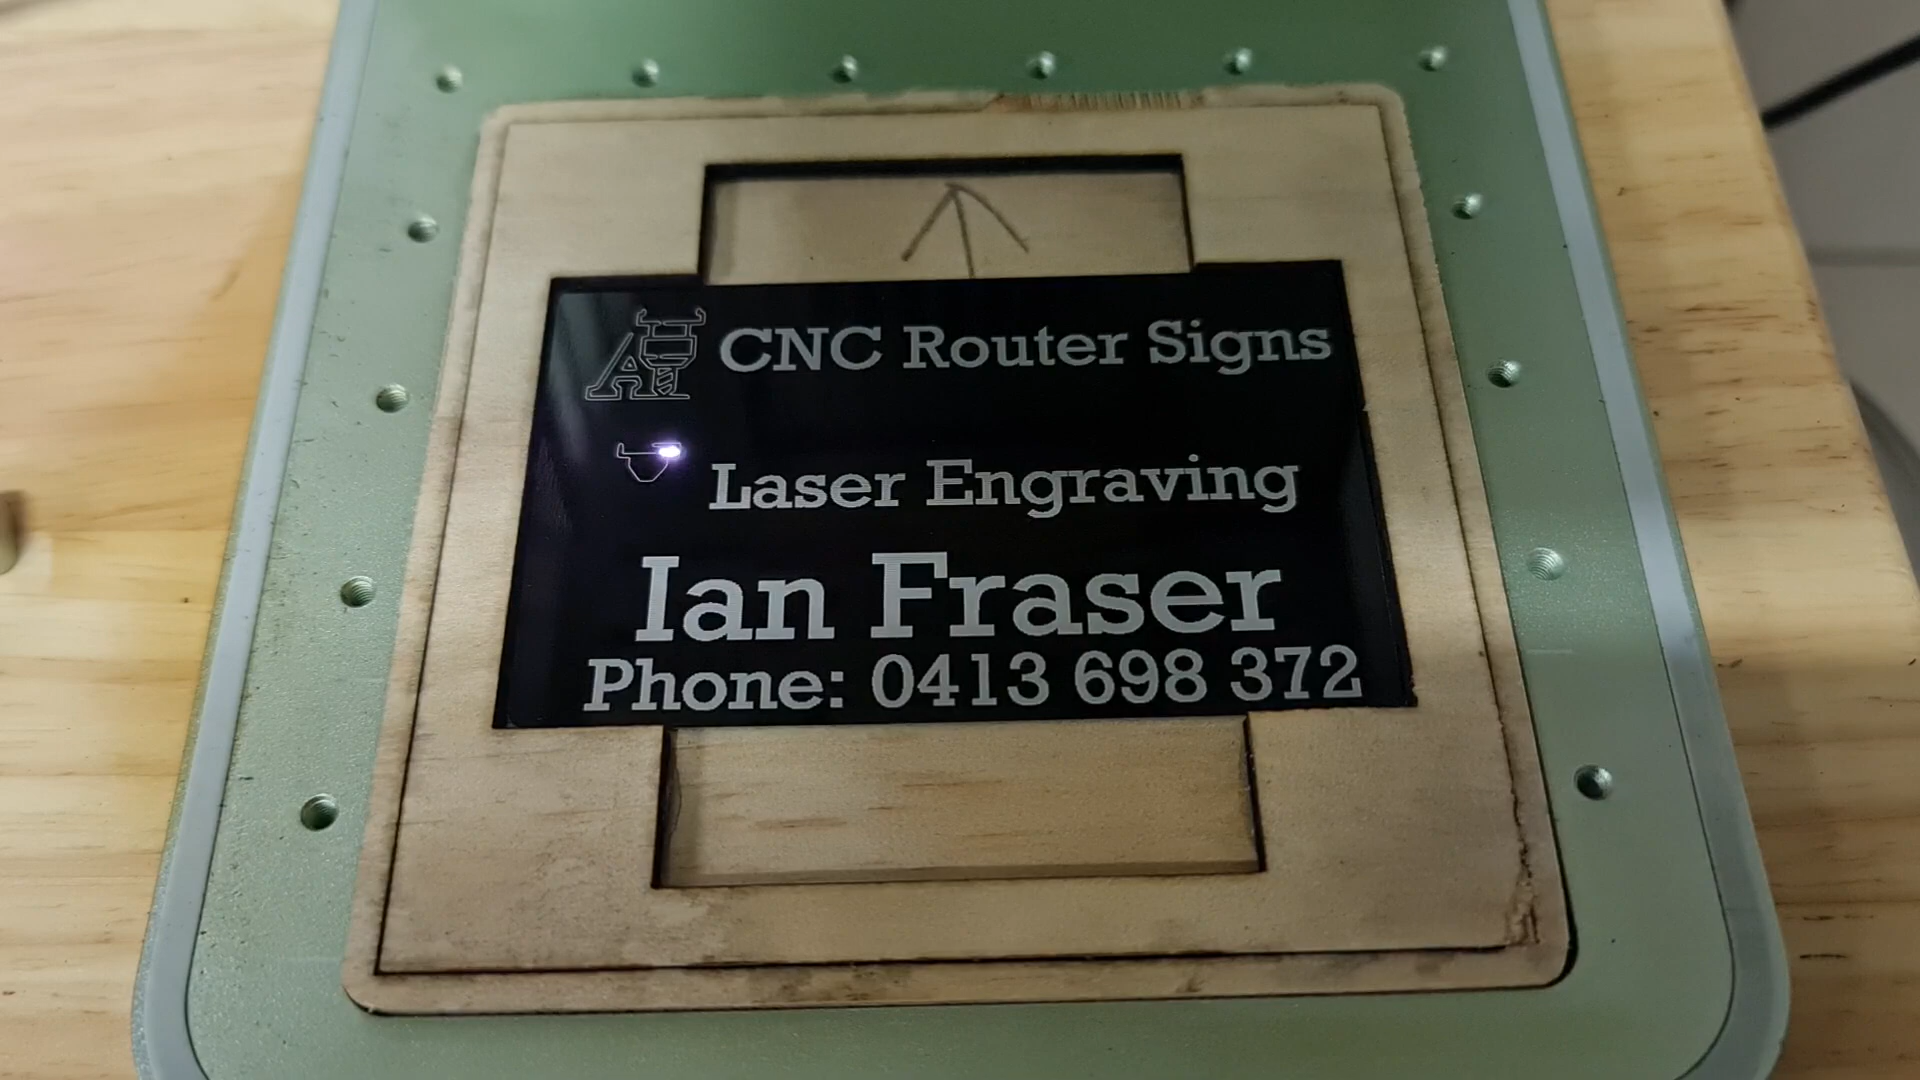 CNC Router Signs
Laser Engraving
Ian Fraser
Phone: 0413 698 372